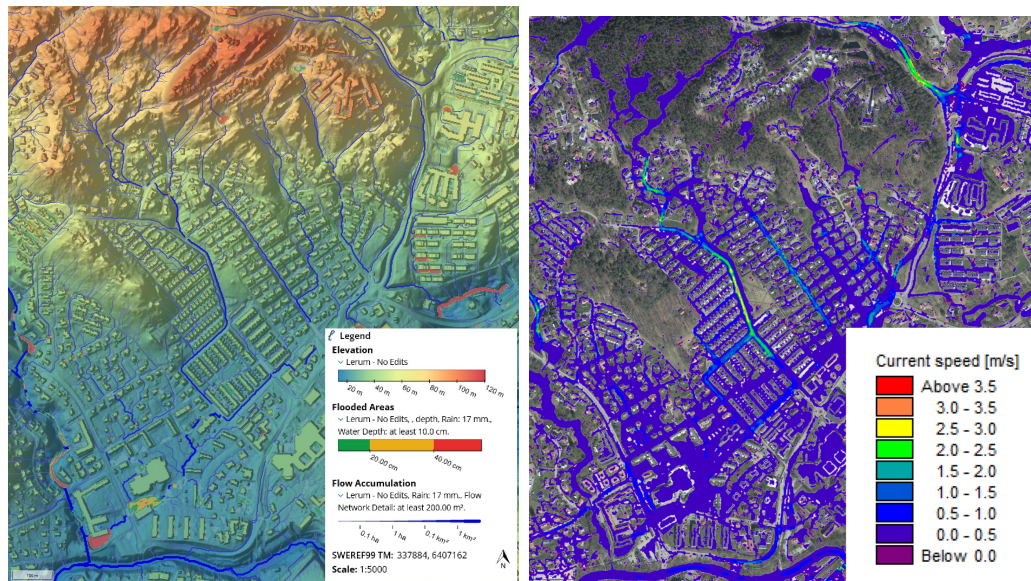 Legend
Elevation
Lerum - No Edits
20 m 40 m 60 m 80 m 100 m 120 m
Flooded Areas
Lerum - No Edits, , depth, Rain: 17 mm.,
Water Depth: at least 10.0 cm.
20.00 cm 40.00 cm
Flow Accumulation
Lerum - No Edits, Rain: 17 mm.. Flow
Network Detail: at least 200.00 m².
0.1 ha 1 ha 0.1 km² 1 km²
SWEREF99 TM: 337884, 6407162
Scale: 1:5000
N
100 m
Current speed [m/s]
Above 3.5
3.0 - 3.5
2.5 - 3.0
2.0 - 2.5
1.5 - 2.0
1.0 - 1.5
0.5 - 1.0
0.0 - 0.5
Below 0.0